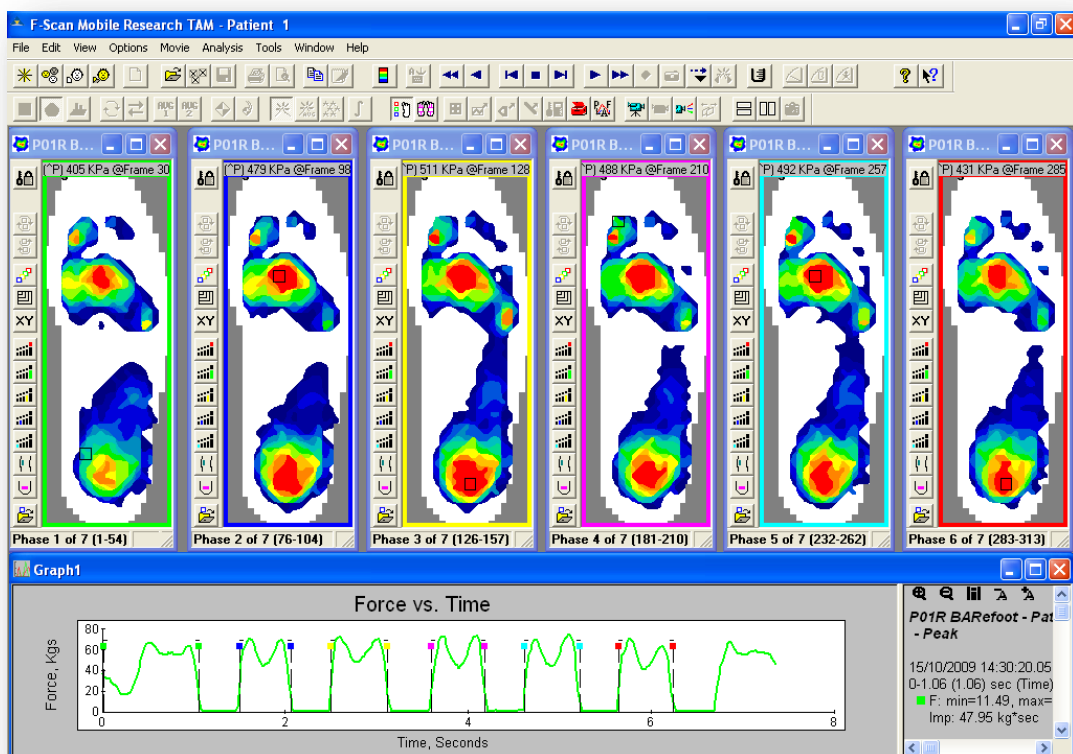 F-Scan Mobile Research TAM - Patient 1
File Edit View Options Movie Analysis Tools Window Help
AVG 1 AVG 2
P01R B... P01R B... P01R B... P01R B... P01R B... P01R B...
(^P) 405 KPa @Frame 30 (^P) 479 KPa @Frame 98 P) 511 KPa @Frame 128 P) 488 KPa @Frame 210 P) 492 KPa @Frame 257 P) 431 KPa @Frame 285
XY XY XY XY XY XY
Phase 1 of 7 (1-54) Phase 2 of 7 (76-104) Phase 3 of 7 (126-157) Phase 4 of 7 (181-210) Phase 5 of 7 (232-262) Phase 6 of 7 (283-313)
Graph1
Force vs. Time
Force, Kgs
80
60
40
20
0
0 2 4 6 8
Time, Seconds
P01R BARefoot - Pat
- Peak
15/10/2009 14:30:20.05
0-1.06 (1.06) sec (Time)
F: min=11.49, max=
Imp: 47.95 kg*sec